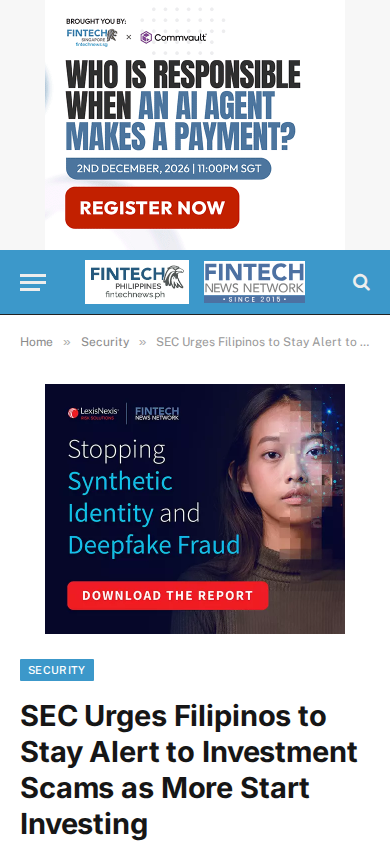 BROUGHT YOU BY:
FINTECH
SINGAPORE
fintechnews.sg
× Commvault
WHO IS RESPONSIBLE
WHEN AN AI AGENT
MAKES A PAYMENT?
2ND DECEMBER, 2026 | 11:00PM SGT
REGISTER NOW
FINTECH
PHILIPPINES
fintechnews.ph
FINTECH
NEWS NETWORK
• SINCE 2015 •
Home » Security » SEC Urges Filipinos to Stay Alert to ...
LexisNexis
RISK SOLUTIONS
FINTECH
NEWS NETWORK
Stopping
Synthetic
Identity and
Deepfake Fraud
DOWNLOAD THE REPORT
SECURITY
SEC Urges Filipinos to
Stay Alert to Investment
Scams as More Start
Investing